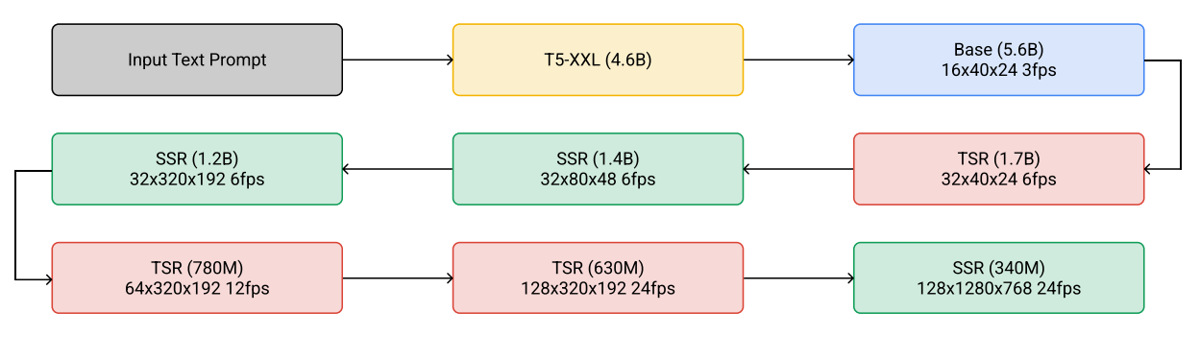 Input Text Prompt
T5-XXL (4.6B)
Base (5.6B)
16x40x24 3fps
TSR (1.7B)
32x40x24 6fps
SSR (1.4B)
32x80x48 6fps
SSR (1.2B)
32x320x192 6fps
TSR (780M)
64x320x192 12fps
TSR (630M)
128x320x192 24fps
SSR (340M)
128x1280x768 24fps